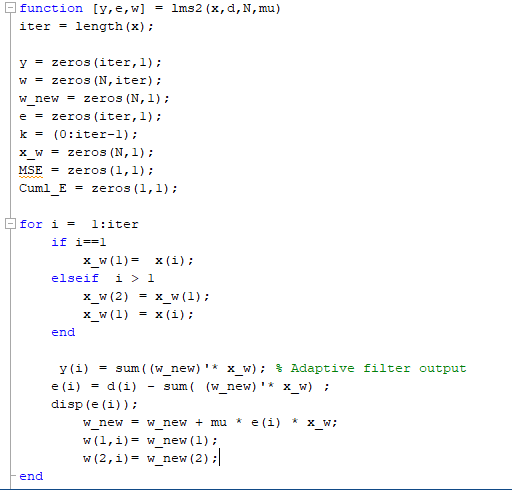 function [y,e,w] = lms2(x,d,N,mu)
iter = length(x);
y = zeros(iter,1);
w = zeros(N,iter);
w_new = zeros(N,1);
e = zeros(iter,1);
k = (0:iter-1);
x_w = zeros(N,1);
MSE = zeros(1,1);
Cuml_E = zeros(1,1);
for i = 1:iter
if i==1
x_w(1)= x(i);
elseif i > 1
x_w(2) = x_w(1);
x_w(1) = x(i);
end
y(i) = sum((w_new)'* x_w); % Adaptive filter output
e(i) = d(i) - sum( (w_new)'* x_w) ;
disp(e(i));
w_new = w_new + mu * e(i) * x_w;
w(1,i)= w_new(1);
w(2,i)= w_new(2);
end